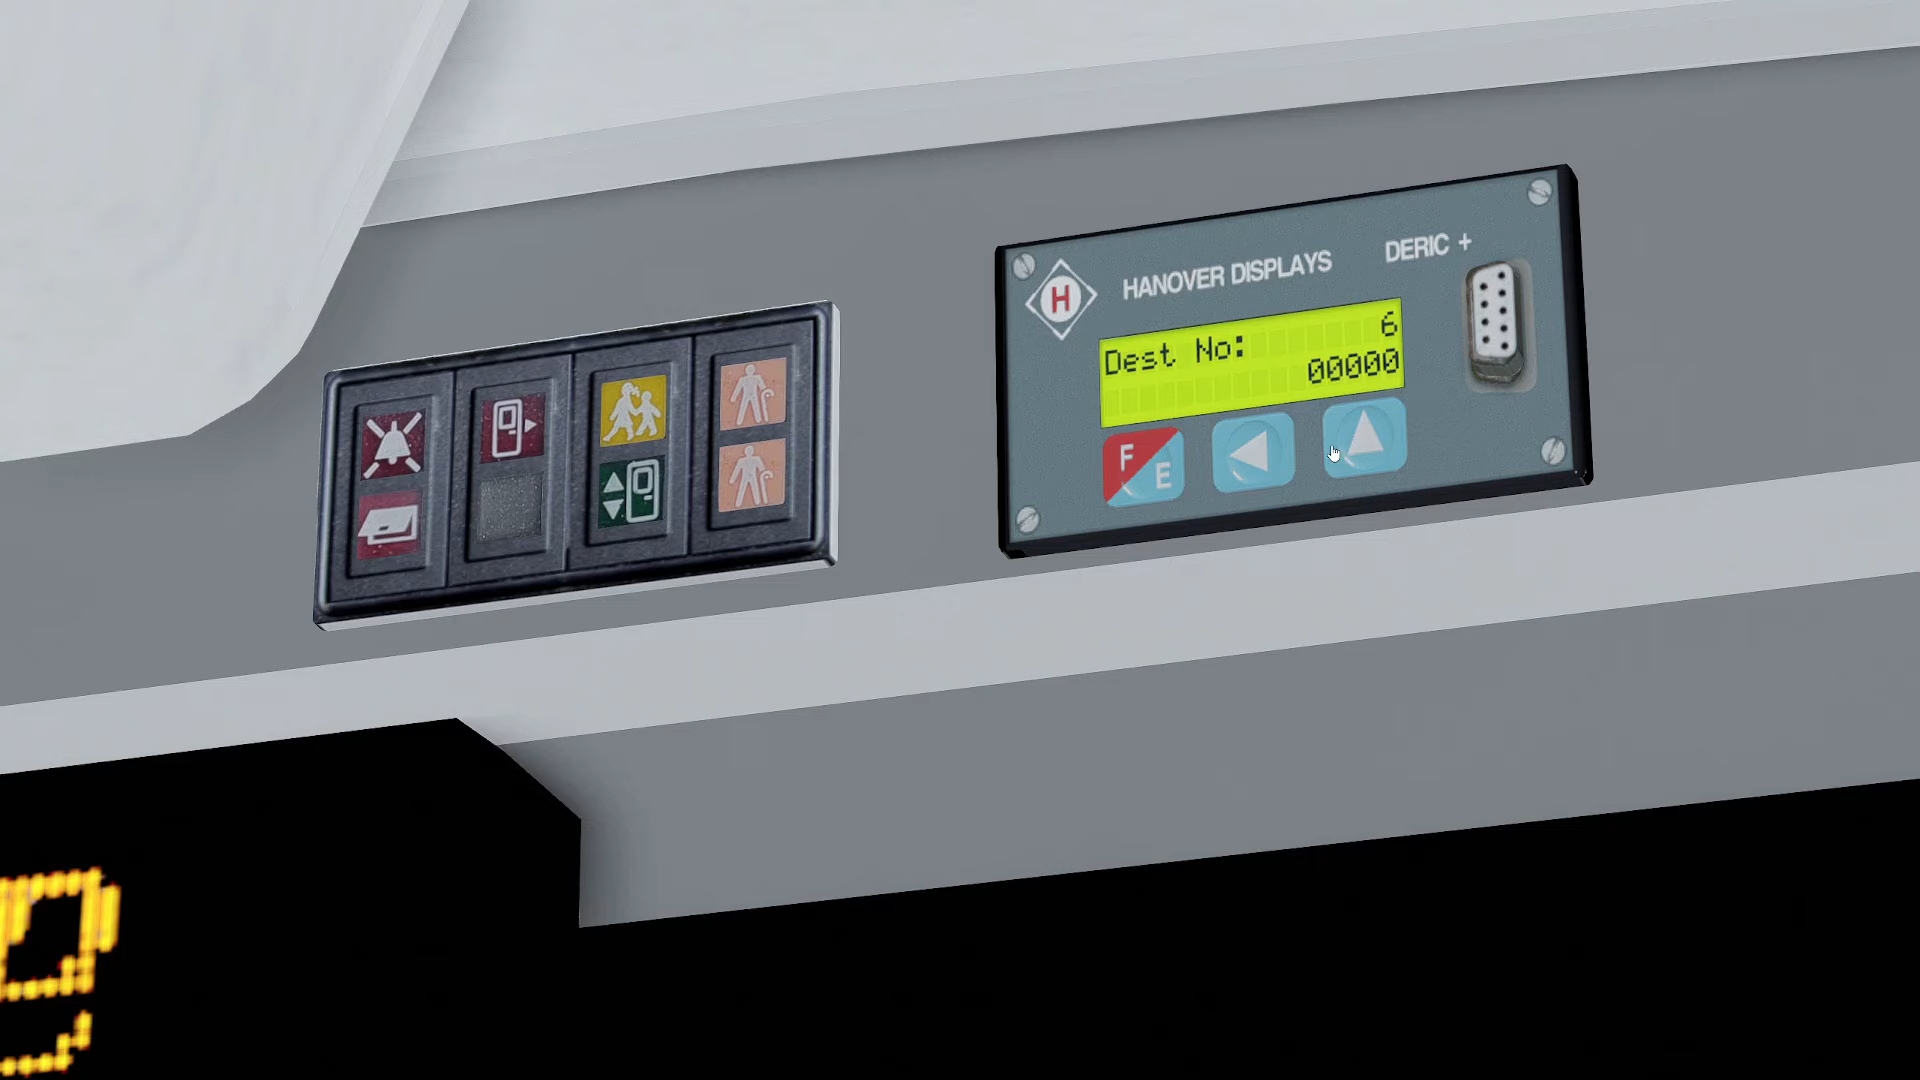 HANOVER DISPLAYS
DERIC +
H
Dest No: 6
00000
F
E